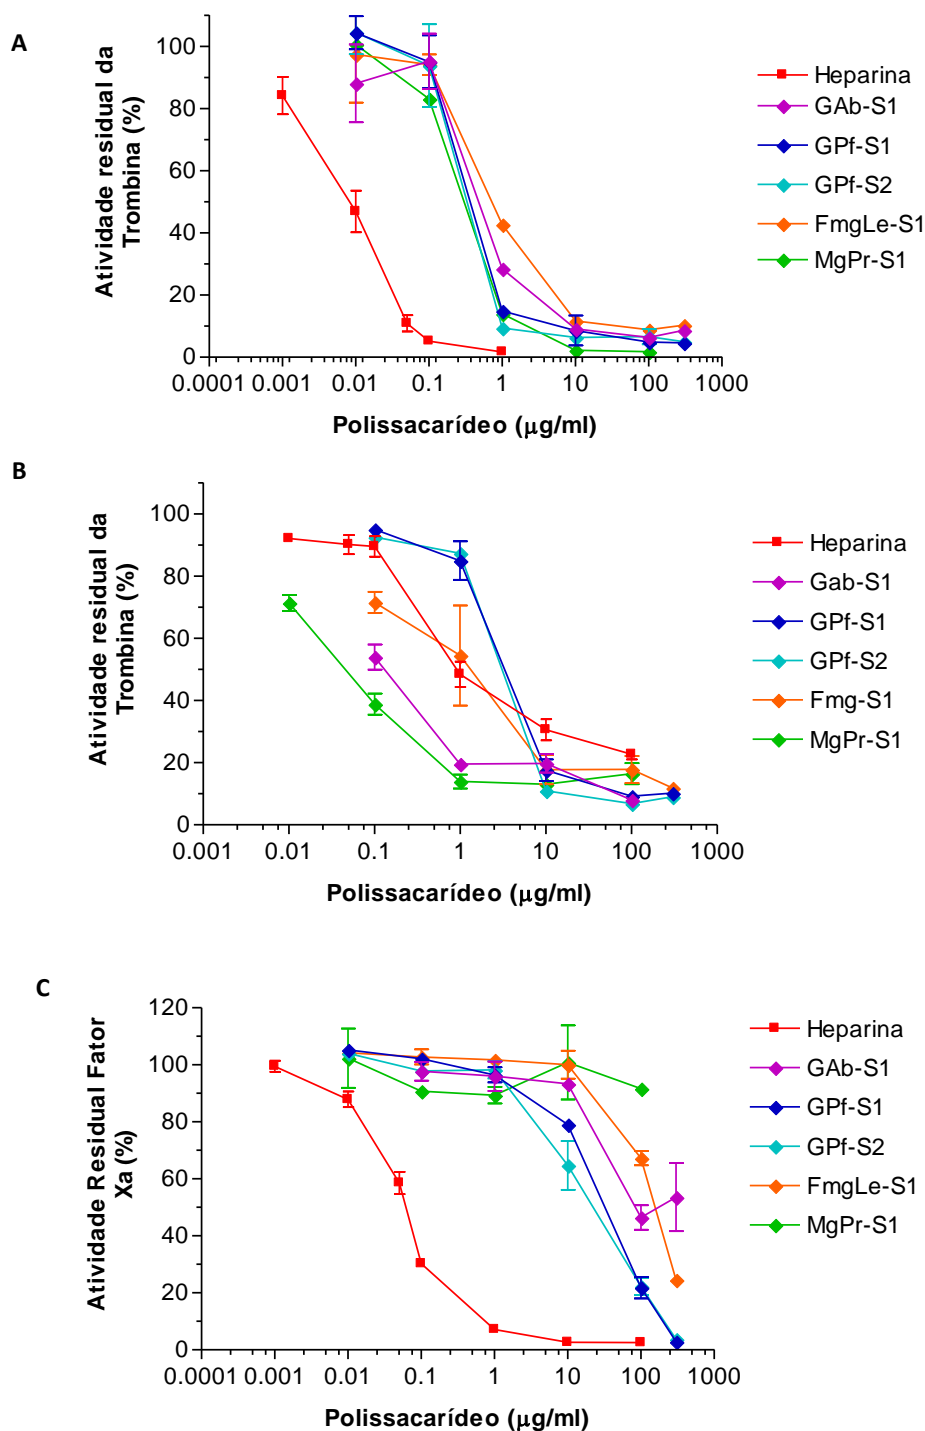 A
Atividade residual da
Trombina (%)
100
80
60
40
20
0
0.0001 0.001 0.01 0.1 1 10 100 1000
Polissacarídeo (μg/ml)
Heparina
GAb-S1
GPf-S1
GPf-S2
FmgLe-S1
MgPr-S1
B
Atividade residual da
Trombina (%)
100
80
60
40
20
0
0.001 0.01 0.1 1 10 100 1000
Polissacarídeo (μg/ml)
Heparina
Gab-S1
GPf-S1
GPf-S2
Fmg-S1
MgPr-S1
C
Atividade Residual Fator
Xa (%)
120
100
80
60
40
20
0
0.0001 0.001 0.01 0.1 1 10 100 1000
Polissacarídeo (μg/ml)
Heparina
GAb-S1
GPf-S1
GPf-S2
FmgLe-S1
MgPr-S1